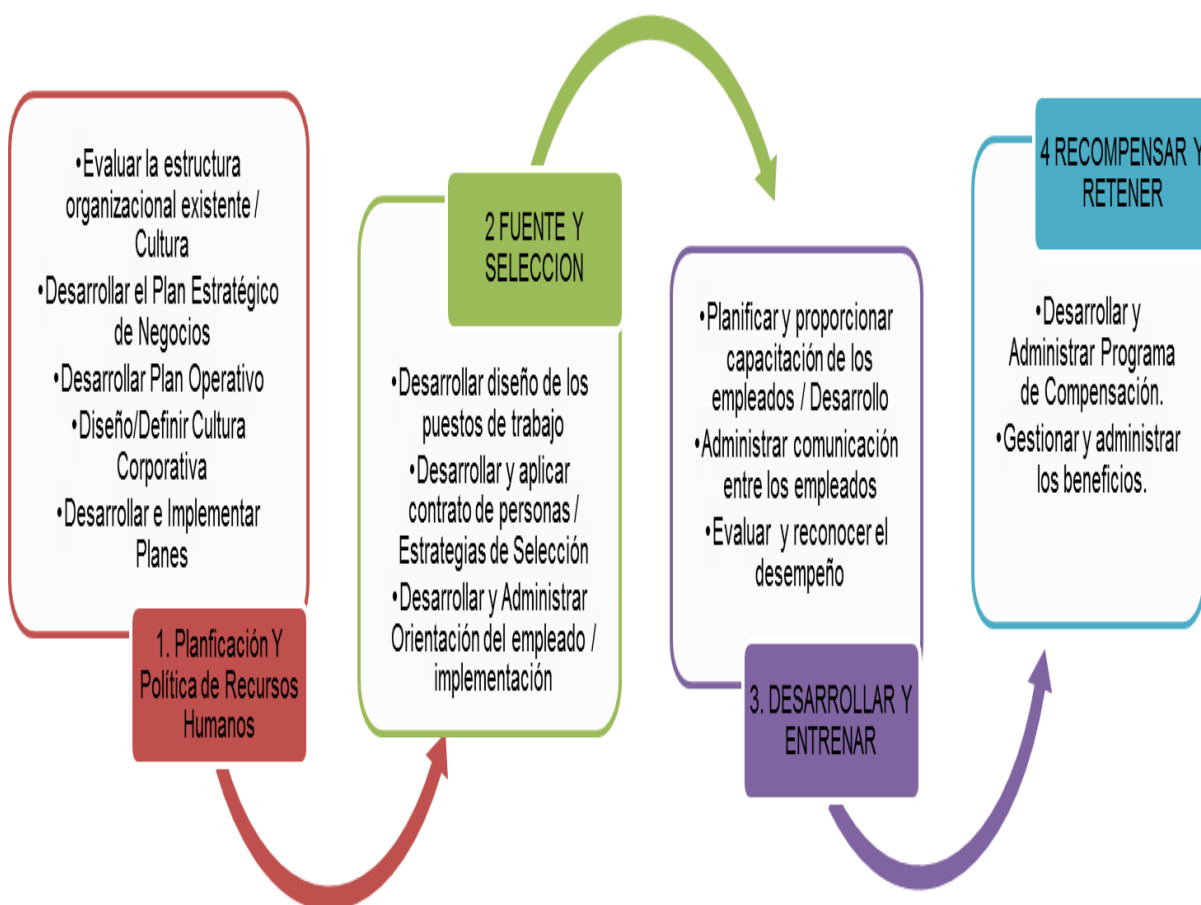 •Evaluar la estructura
organizacional existente /
Cultura
•Desarrollar el Plan Estratégico
de Negocios
•Desarrollar Plan Operativo
•Diseño/Definir Cultura
Corporativa
•Desarrollar e Implementar
Planes
1. Planficación Y
Política de Recursos
Humanos
2 FUENTE Y
SELECCION
•Desarrollar diseño de los
puestos de trabajo
•Desarrollar y aplicar
contrato de personas /
Estrategias de Selección
•Desarrollar y Administrar
Orientación del empleado /
implementación
•Planificar y proporcionar
capacitación de los
empleados / Desarrollo
•Administrar comunicación
entre los empleados
•Evaluar y reconocer el
desempeño
3. DESARROLLAR Y
ENTRENAR
4 RECOMPENSAR Y
RETENER
•Desarrollar y
Administrar Programa
de Compensación.
•Gestionar y administrar
los beneficios.